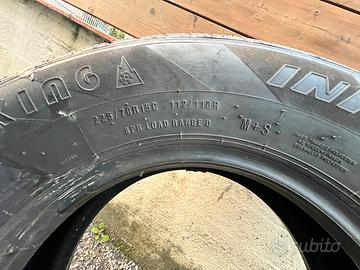 KING
INI
225/70R15C 112/110R
8PR LOAD RANGE D
M+S
subito